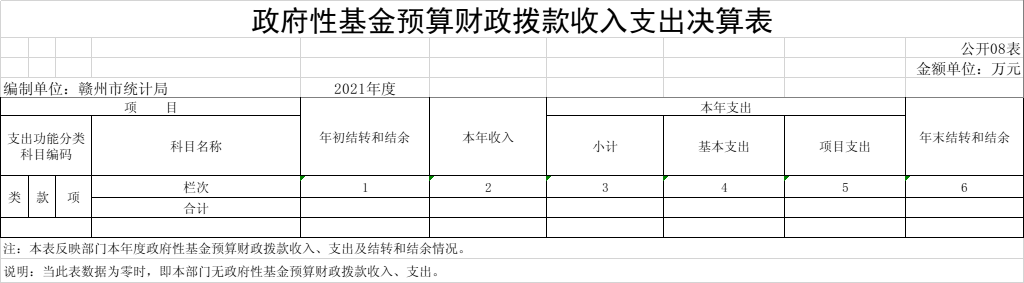 政府性基金预算财政拨款收入支出决算表
公开08表
金额单位：万元
编制单位：赣州市统计局 2021年度
项 目 年初结转和结余 本年收入 本年支出 年末结转和结余
支出功能分类科目编码 科目名称 小计 基本支出 项目支出
类 款 项 栏次 1 2 3 4 5 6
合计
注：本表反映部门本年度政府性基金预算财政拨款收入、支出及结转和结余情况。
说明：当此表数据为零时，即本部门无政府性基金预算财政拨款收入、支出。